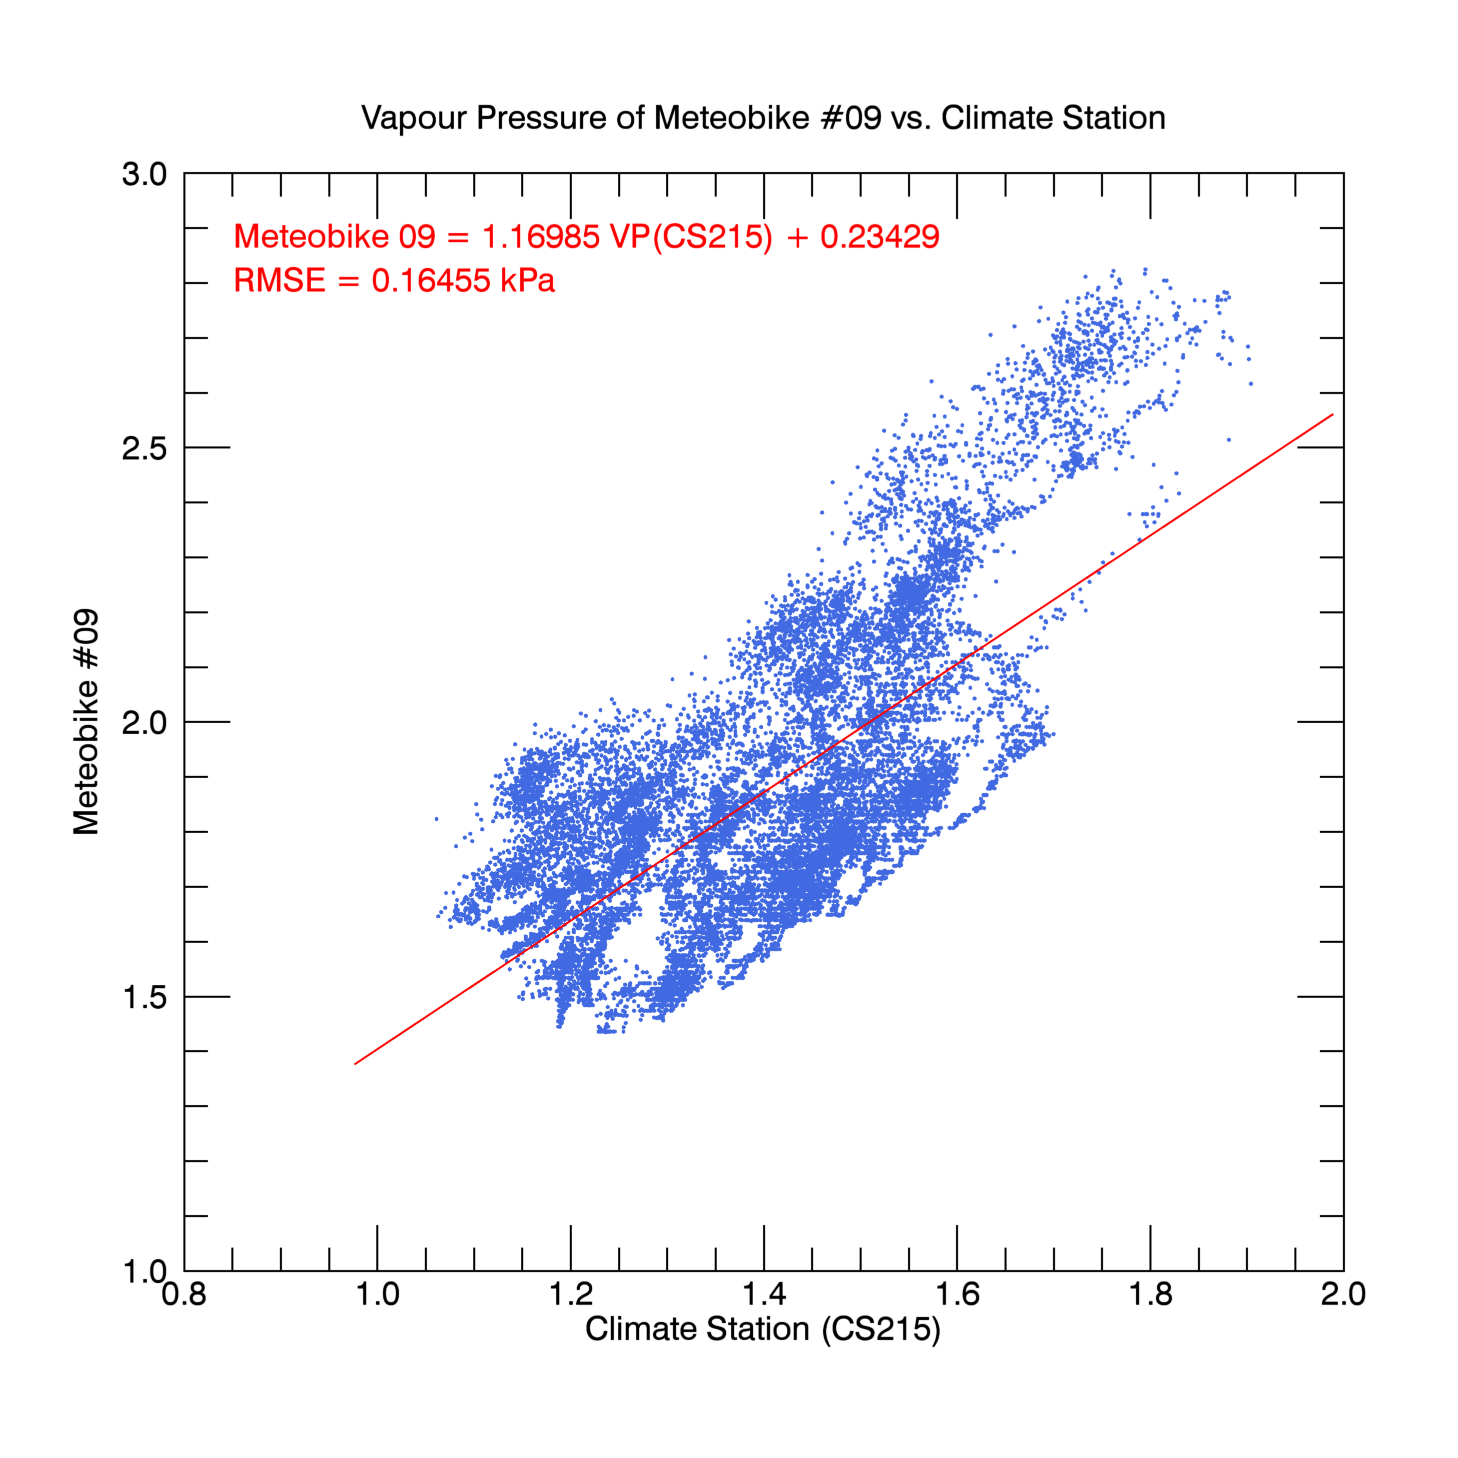 Vapour Pressure of Meteobike #09 vs. Climate Station
3.0
Meteobike 09 = 1.16985 VP(CS215) + 0.23429
RMSE = 0.16455 kPa
2.5
Meteobike #09
2.0
1.5
1.0
0.8 1.0 1.2 1.4 1.6 1.8 2.0
Climate Station (CS215)